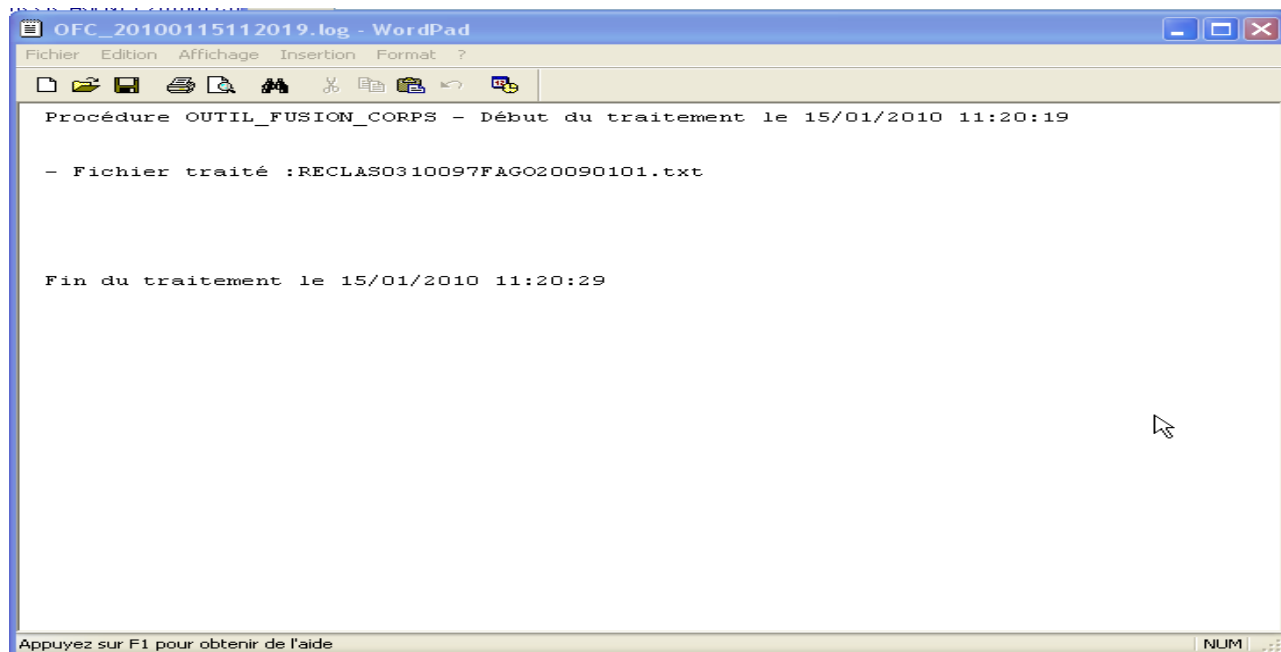 OFC_20100115112019.log - WordPad
Fichier Edition Affichage Insertion Format ?
Procédure OUTIL_FUSION_CORPS - Début du traitement le 15/01/2010 11:20:19
- Fichier traité :RECLAS0310097FAGO20090101.txt
Fin du traitement le 15/01/2010 11:20:29
Appuyez sur F1 pour obtenir de l'aide
NUM